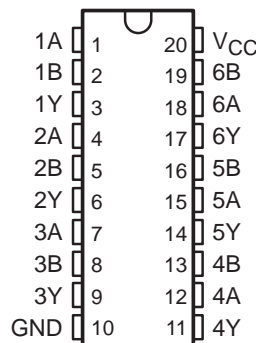 1A 1 20 VCC
1B 2 19 6B
1Y 3 18 6A
2A 4 17 6Y
2B 5 16 5B
2Y 6 15 5A
3A 7 14 5Y
3B 8 13 4B
3Y 9 12 4A
GND 10 11 4Y